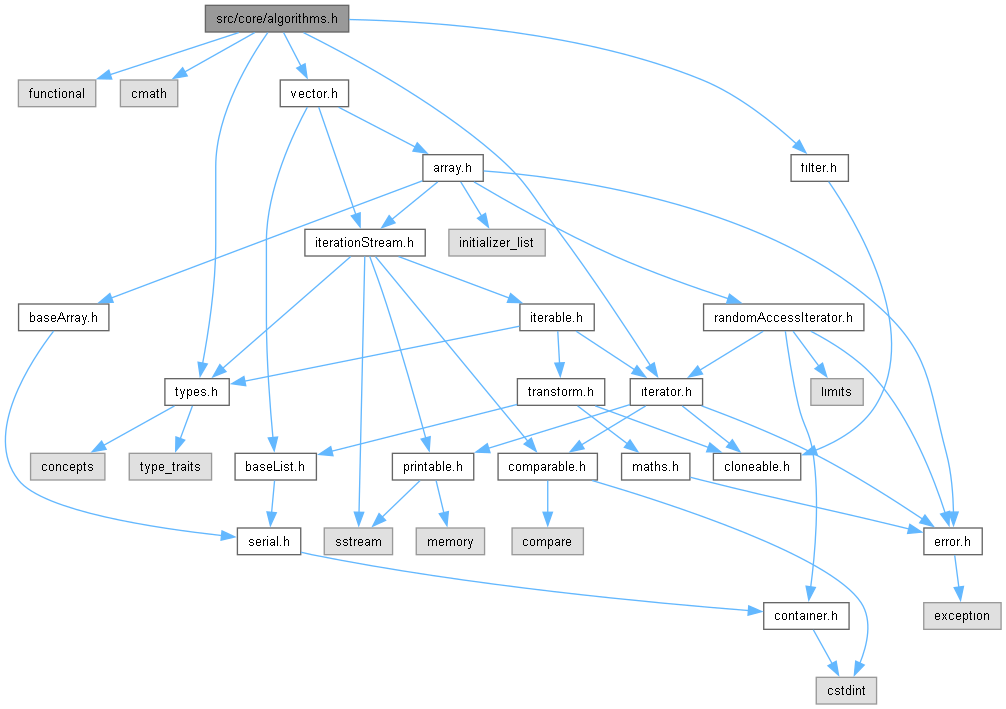 src/core/algorithms.h
functional
cmath
vector.h
array.h
filter.h
iterationStream.h
initializer_list
baseArray.h
iterable.h
randomAccessIterator.h
types.h
transform.h
iterator.h
limits
concepts
type_traits
baseList.h
printable.h
comparable.h
maths.h
cloneable.h
serial.h
sstream
memory
compare
error.h
container.h
exception
cstdint